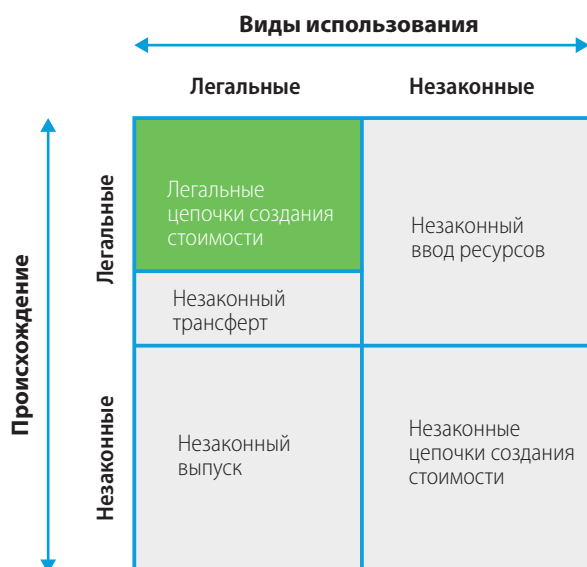 Виды использования
Легальные
Незаконные
Происхождение
Легальные
Легальные
цепочки создания
стоимости
Незаконный
ввод ресурсов
Незаконный
трансферт
Незаконные
Незаконный
выпуск
Незаконные
цепочки создания
стоимости